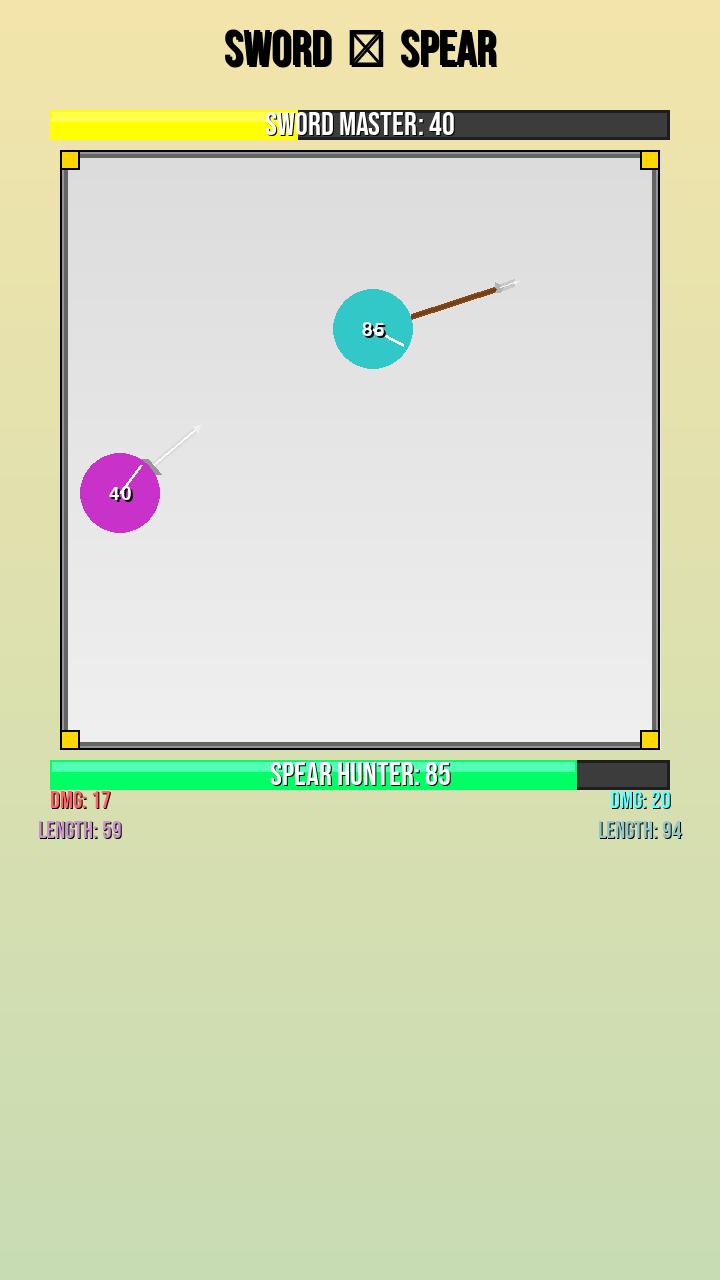 SWORD ☒ SPEAR
SWORD MASTER: 40
85
40
SPEAR HUNTER: 85
DMG: 17
DMG: 20
LENGTH: 59
LENGTH: 94